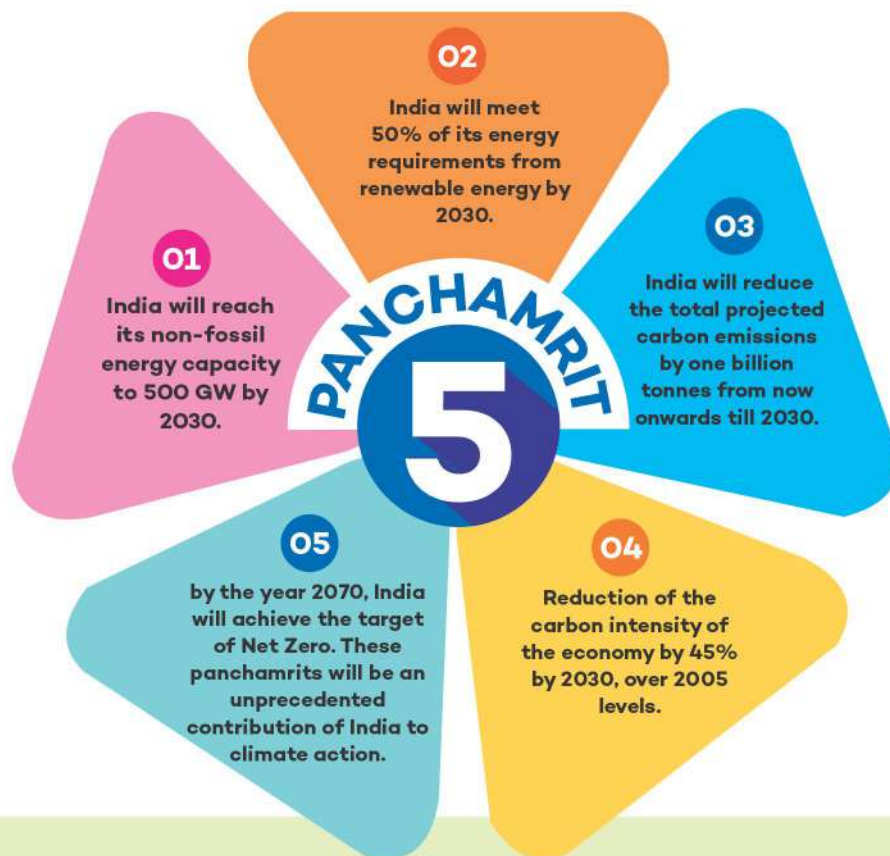 PANCHAMRIT
5
01
India will reach
its non-fossil
energy capacity
to 500 GW by
2030.
02
India will meet
50% of its energy
requirements from
renewable energy by
2030.
03
India will reduce
the total projected
carbon emissions
by one billion
tonnes from now
onwards till 2030.
04
Reduction of the
carbon intensity of
the economy by 45%
by 2030, over 2005
levels.
05
by the year 2070, India
will achieve the target
of Net Zero. These
panchamrits will be an
unprecedented
contribution of India to
climate action.